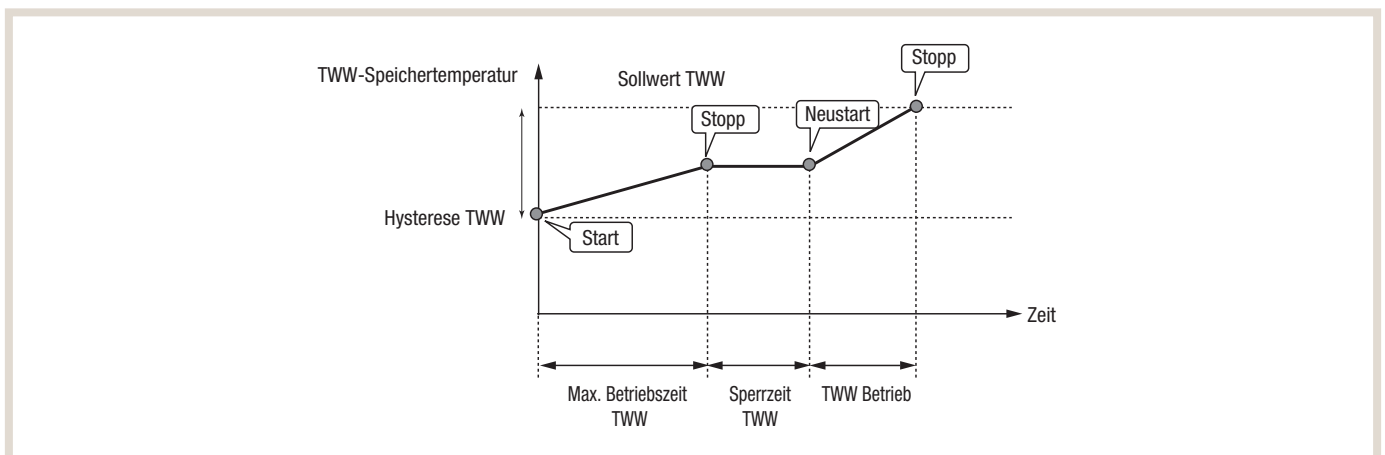 Stopp
TWW-Speichertemperatur
Sollwert TWW
Stopp
Neustart
Hysterese TWW
Start
Zeit
Max. Betriebszeit
TWW
Sperrzeit
TWW
TWW Betrieb